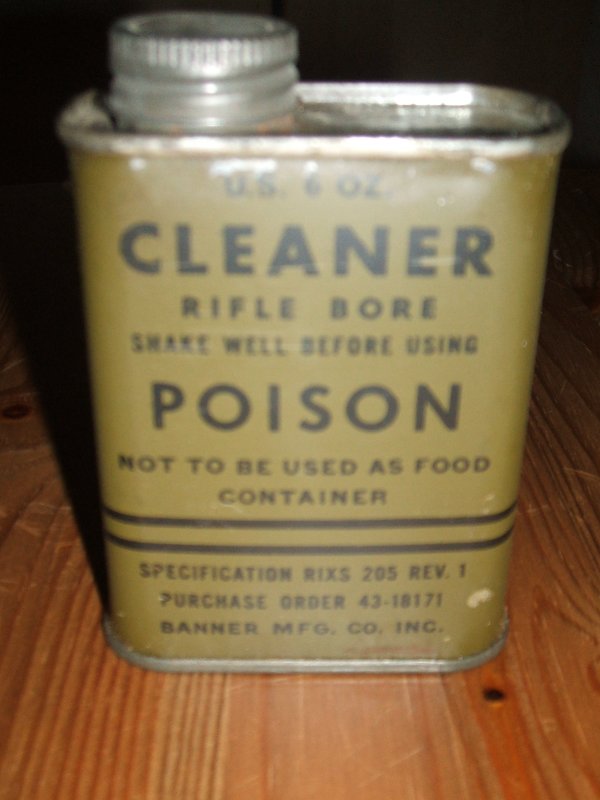 U.S. 6 OZ.
CLEANER
RIFLE BORE
SHAKE WELL BEFORE USING
POISON
NOT TO BE USED AS FOOD
CONTAINER
SPECIFICATION RIXS 205 REV. 1
PURCHASE ORDER 43-18171
BANNER MFG. CO. INC.